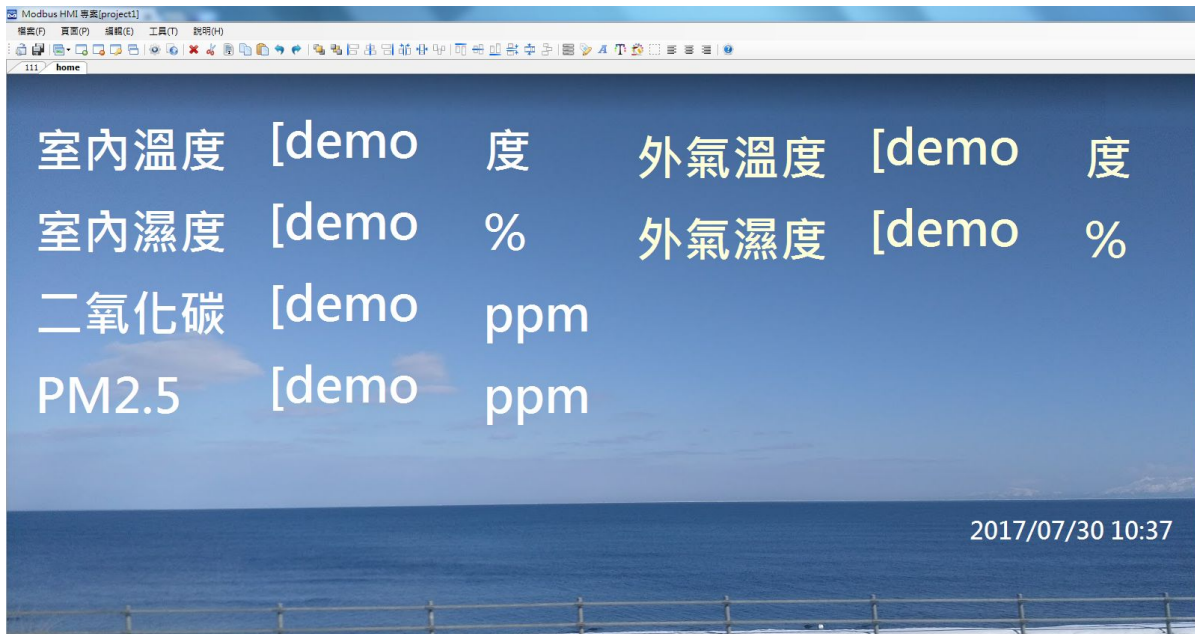 Modbus HMI 專案[project1]
檔案(F) 頁面(P) 編輯(E) 工具(T) 說明(H)
111 home
室內溫度 [demo 度 外氣溫度 [demo 度
室內濕度 [demo % 外氣濕度 [demo %
二氧化碳 [demo ppm
PM2.5 [demo ppm
2017/07/30 10:37